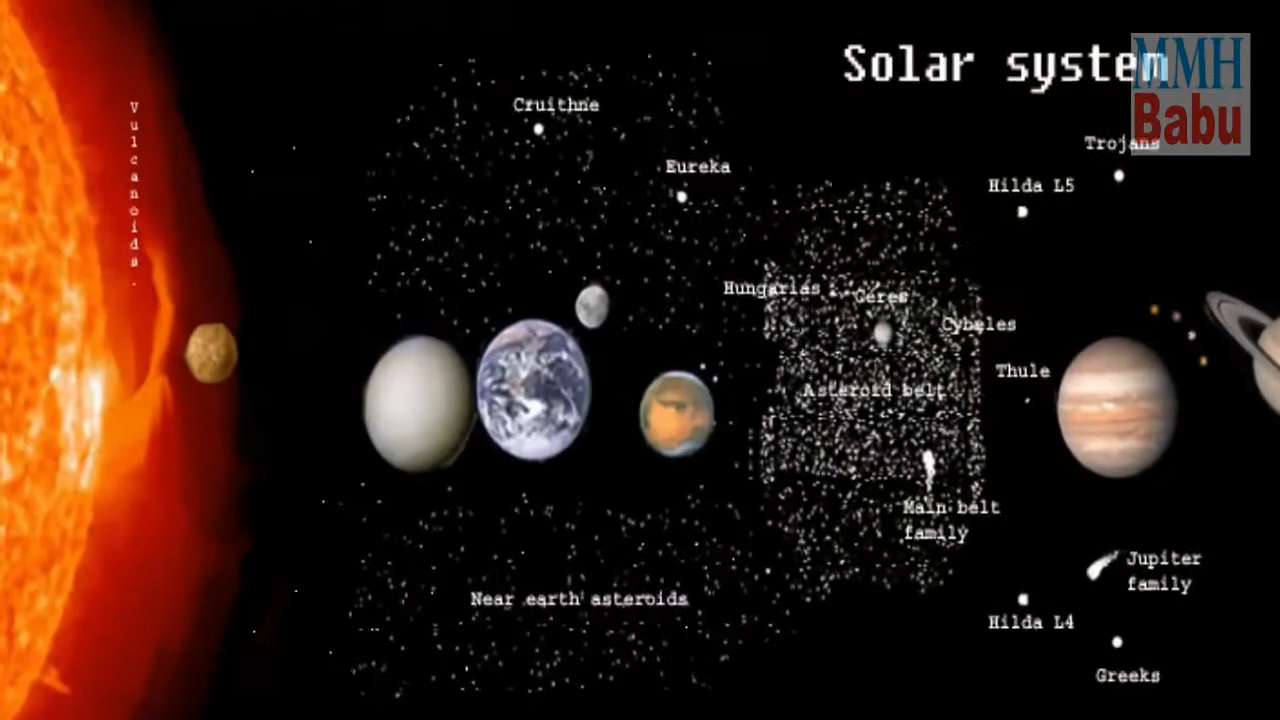 Solar system
MMH
Babu
Vulcanoids
Cruithne
Trojans
Eureka
Hilda L5
Hungarias
Ceres
Cybeles
Thule
Asteroid belt
Main belt
family
Jupiter
family
Near earth asteroids
Hilda L4
Greeks